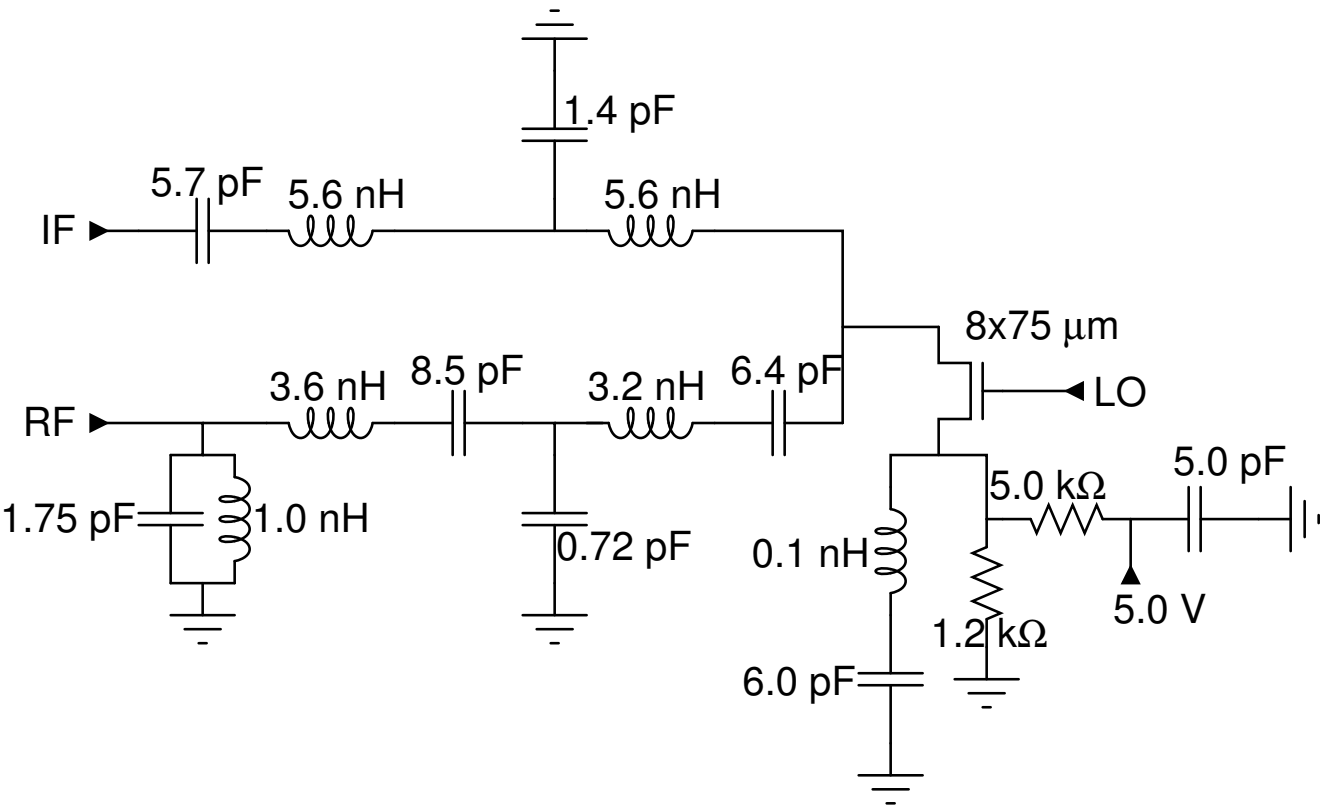 1.4 pF
5.7 pF
5.6 nH
5.6 nH
IF
8x75 μm
3.6 nH
8.5 pF
3.2 nH
6.4 pF
LO
RF
5.0 pF
5.0 kΩ
1.75 pF
1.0 nH
0.72 pF
0.1 nH
5.0 V
1.2 kΩ
6.0 pF